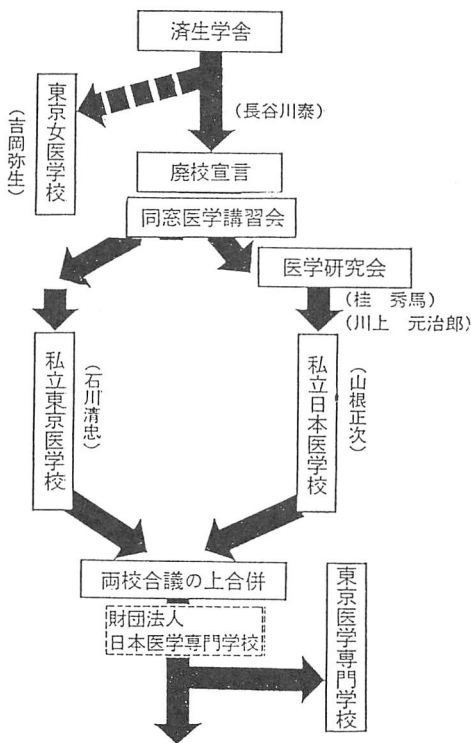 済生学舎
東京女医学校
(吉岡弥生)
(長谷川泰)
廃校宣言
同窓医学講習会
医学研究会
(桂　秀馬)
(川上　元治郎)
私立東京医学校
(石川清忠)
私立日本医学校
(山根正次)
両校合議の上合併
財団法人
日本医学専門学校
東京医学専門学校